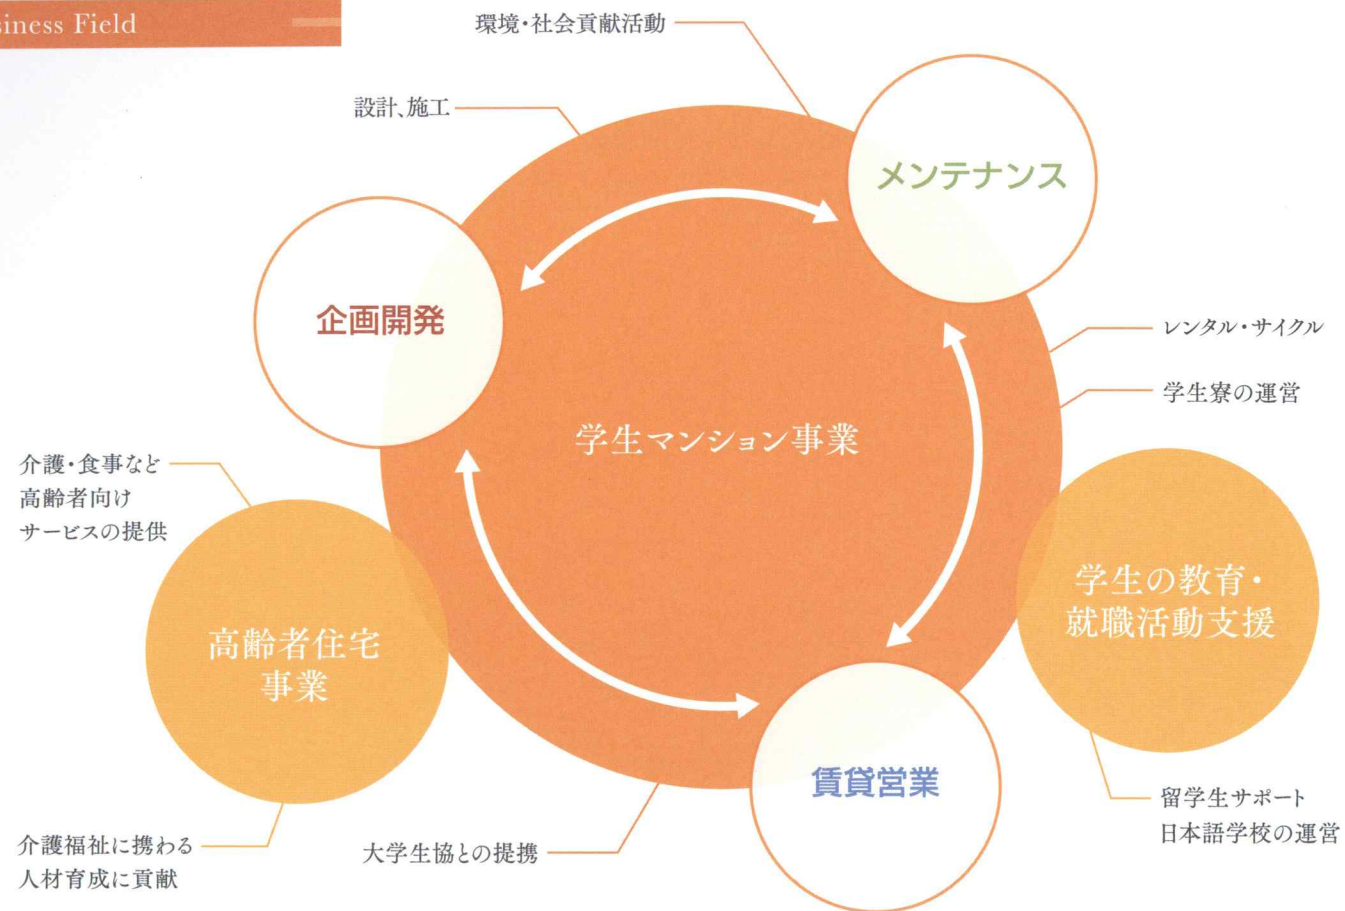 siness Field
環境・社会貢献活動
設計、施工
メンテナンス
企画開発
レンタル・サイクル
学生寮の運営
学生マンション事業
介護・食事など
高齢者向け
サービスの提供
学生の教育・
就職活動支援
高齢者住宅
事業
賃貸営業
留学生サポート
日本語学校の運営
介護福祉に携わる
人材育成に貢献
大学生協との提携